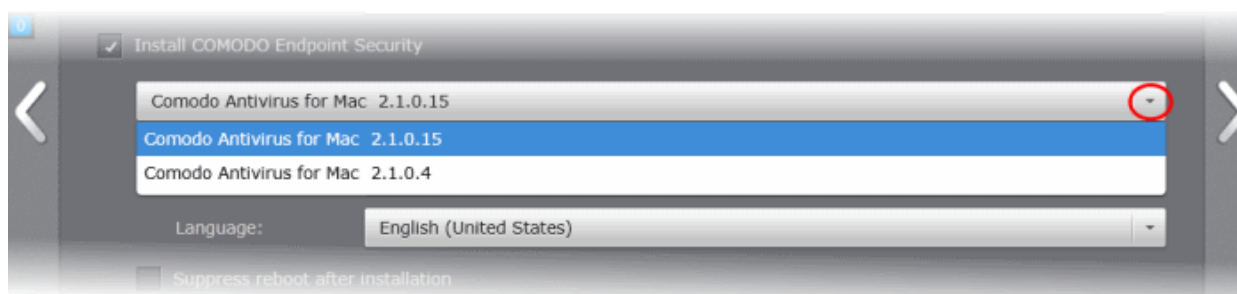 0
Install COMODO Endpoint Security
Comodo Antivirus for Mac 2.1.0.15
Comodo Antivirus for Mac 2.1.0.15
Comodo Antivirus for Mac 2.1.0.4
Language: English (United States)
Suppress reboot after installation